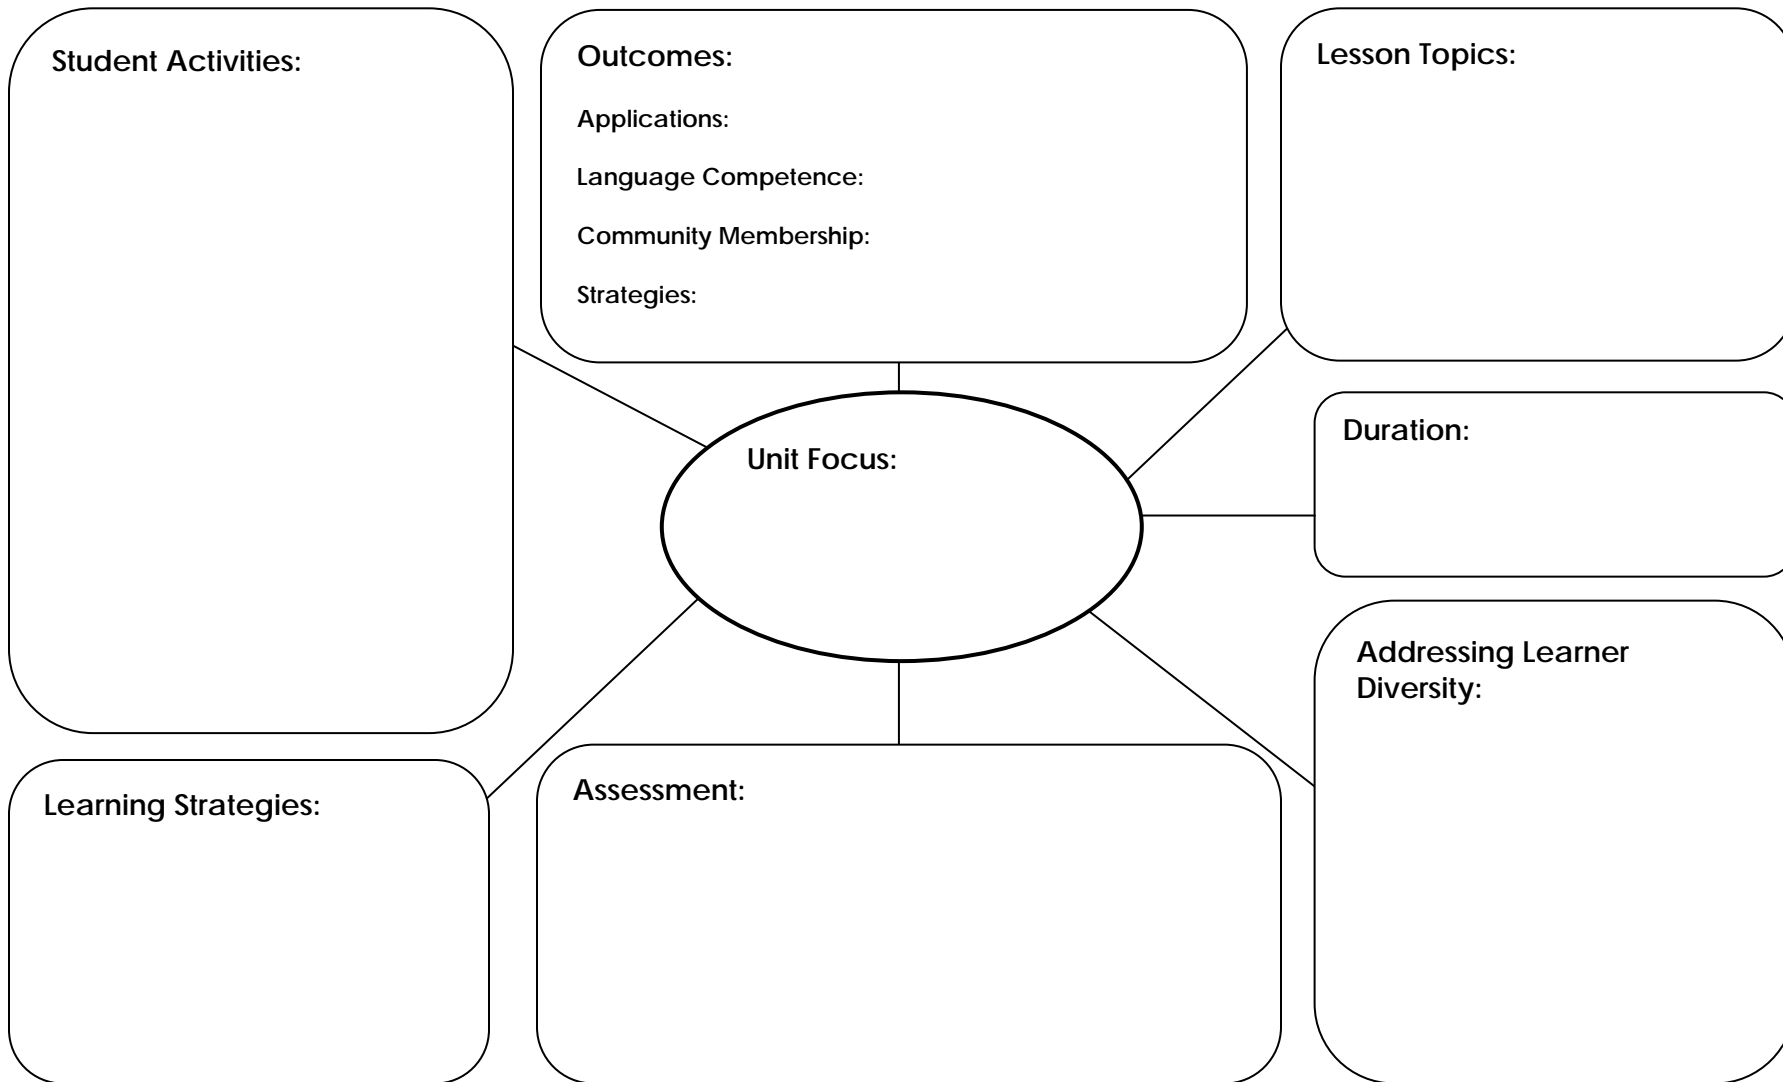 Student Activities:
Outcomes:
Applications:
Language Competence:
Community Membership:
Strategies:
Lesson Topics:
Unit Focus:
Duration:
Addressing Learner
Diversity:
Learning Strategies:
Assessment: